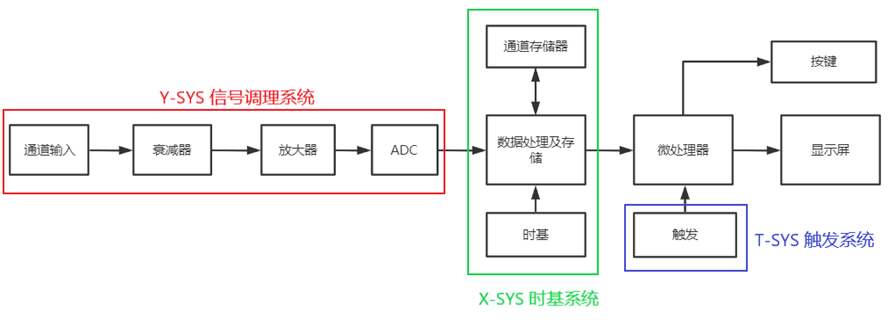 通道存储器
按键
Y-SYS 信号调理系统
通道输入
衰减器
放大器
ADC
数据处理及存
储
微处理器
显示屏
时基
触发
T-SYS 触发系统
X-SYS 时基系统